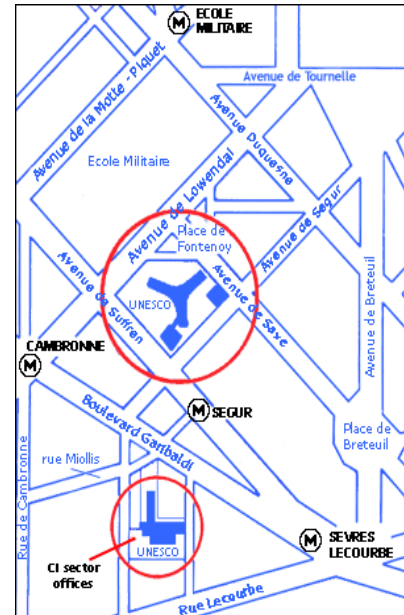 M
ECOLE
MILITAIRE
Avenue de Tournelle
Avenue de la Motte - Piquet
Avenue Duquesne
Ecole Militaire
Avenue de Lowendal
Avenue de Segur
Place de
Fontenoy
UNESCO
Avenue de Suffren
Avenue de Saxe
Avenue de Breteuil
CAMBRONNE
M
M
SEGUR
Boulevard Garibaldi
Place de
Breteuil
rue Miollis
Rue de Cambronne
UNESCO
CI sector
offices
M
SEVRES
LECOURBE
Rue Lecourbe